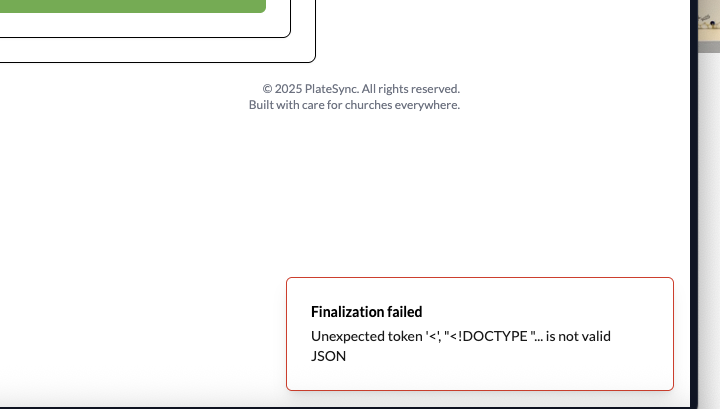 © 2025 PlateSync. All rights reserved.
Built with care for churches everywhere.
Finalization failed
Unexpected token '<', "<!DOCTYPE "... is not valid
JSON